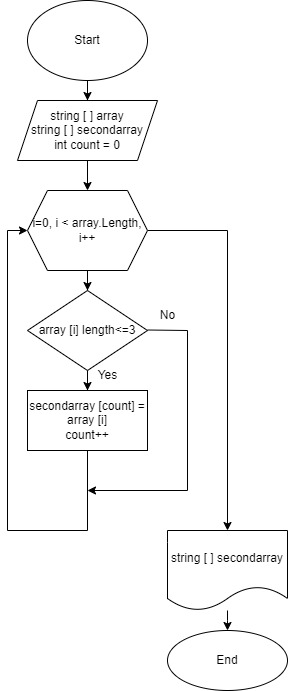 Start
string [ ] array
string [ ] secondarray
int count = 0
i=0, i < array.Length,
i++
array [i] length<=3
No
Yes
secondarray [count] =
array [i]
count++
string [ ] secondarray
End